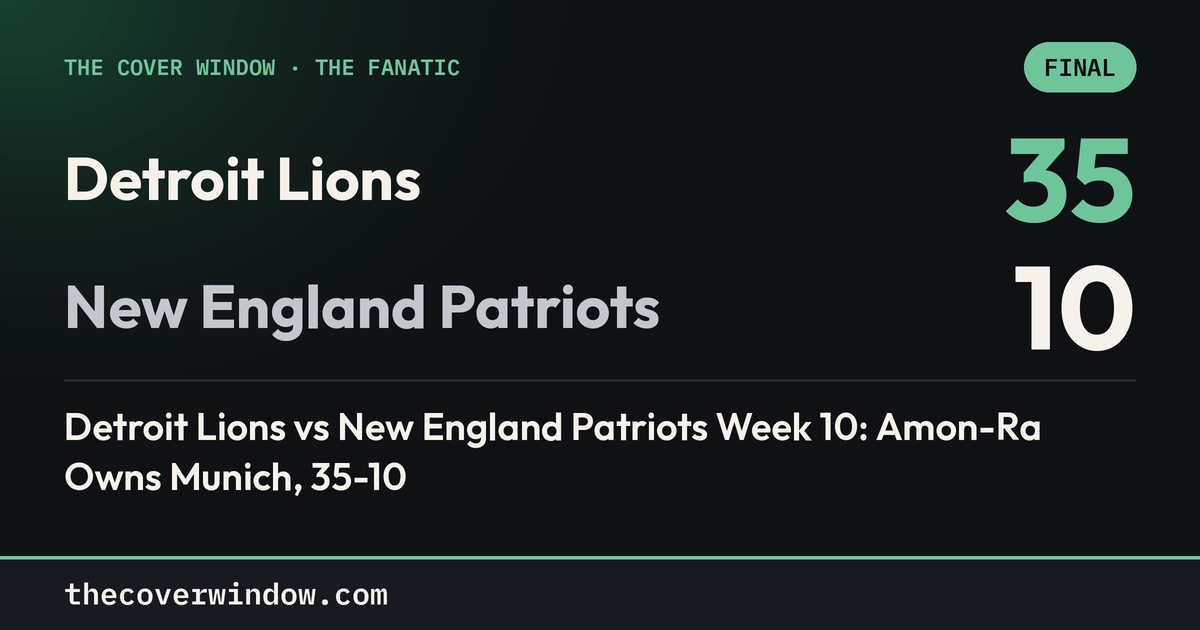 THE COVER WINDOW · THE FANATIC
FINAL
Detroit Lions
35
New England Patriots
10
Detroit Lions vs New England Patriots Week 10: Amon-Ra
Owns Munich, 35-10
thecoverwindow.com